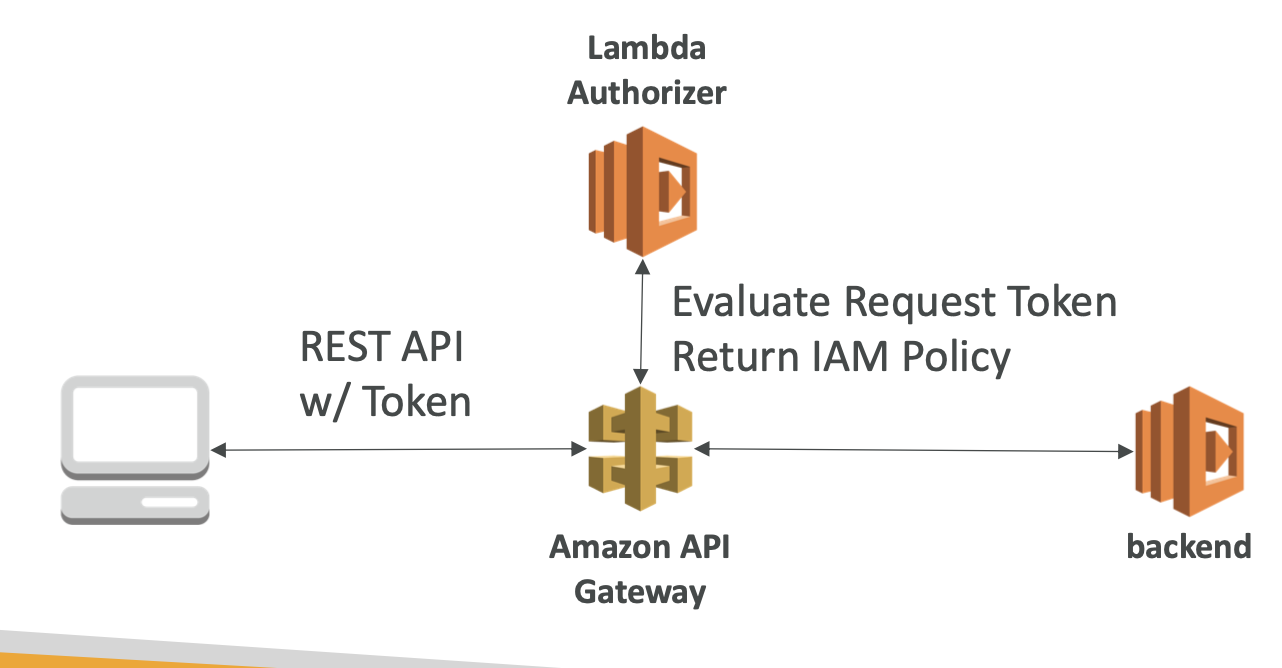 Lambda
Authorizer
Evaluate Request Token
Return IAM Policy
REST API
w/ Token
Amazon API
Gateway
backend